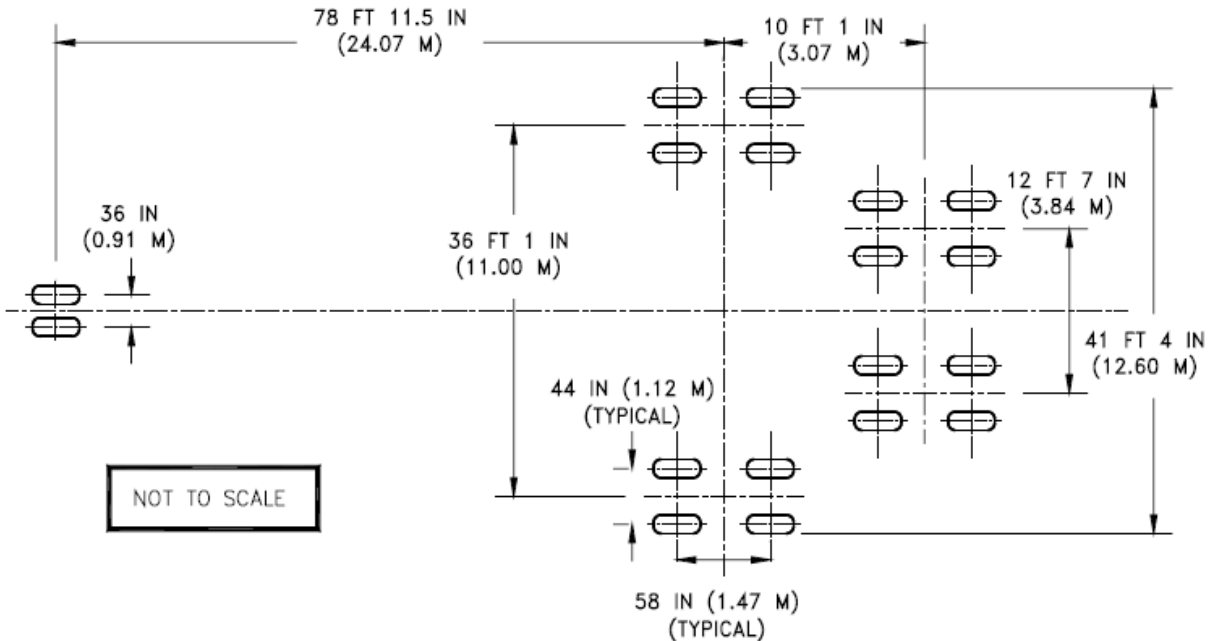 78 FT 11.5 IN
(24.07 M)
10 FT 1 IN
(3.07 M)
36 IN
(0.91 M)
36 FT 1 IN
(11.00 M)
12 FT 7 IN
(3.84 M)
41 FT 4 IN
(12.60 M)
44 IN (1.12 M)
(TYPICAL)
NOT TO SCALE
58 IN (1.47 M)
(TYPICAL)